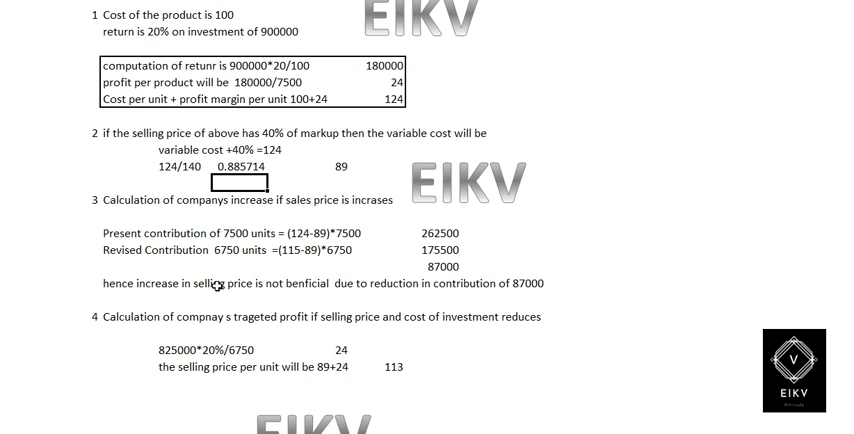 EIKV
1 Cost of the product is 100
return is 20% on investment of 900000
computation of retunr is 900000*20/100 180000
profit per product will be 180000/7500 24
Cost per unit + profit margin per unit 100+24 124
2 if the selling price of above has 40% of markup then the variable cost will be
variable cost +40% =124
124/140 0.885714 89
EIKV
3 Calculation of companys increase if sales price is incrases
Present contribution of 7500 units = (124-89)*7500 262500
Revised Contribution 6750 units =(115-89)*6750 175500
87000
hence increase in selling price is not benficial due to reduction in contribution of 87000
4 Calculation of compnay s trageted profit if selling price and cost of investment reduces
825000*20%/6750 24
the selling price per unit will be 89+24 113
V
EIKV
Attitude
EIKV